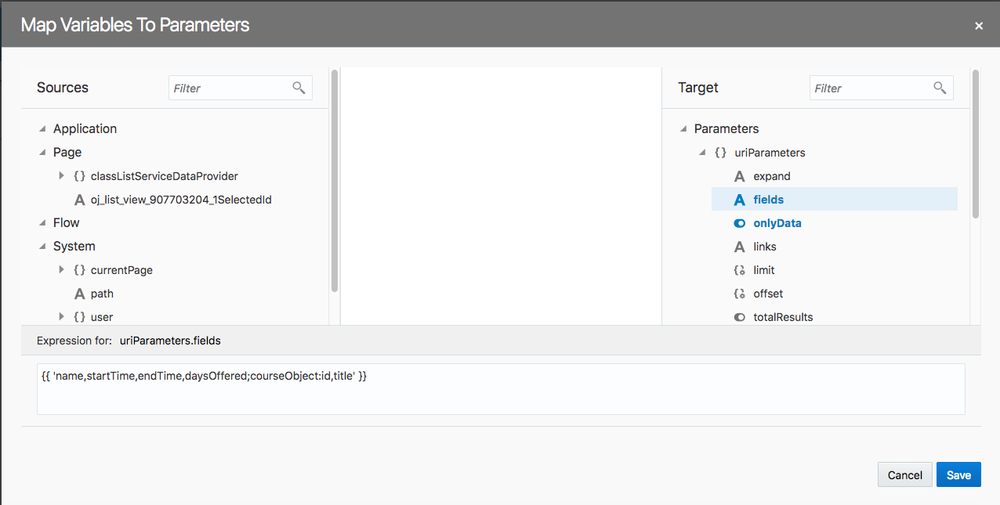 Map Variables To Parameters
×
Sources
Filter
Target
Filter
Application
Page
{} classListServiceDataProvider
A oj_list_view_907703204_1SelectedId
Flow
System
{} currentPage
A path
{} user
Parameters
{} uriParameters
A expand
A fields
onlyData
A links
limit
offset
totalResults
Expression for: uriParameters.fields
{{ 'name,startTime,endTime,daysOffered;courseObject:id,title' }}
Cancel
Save